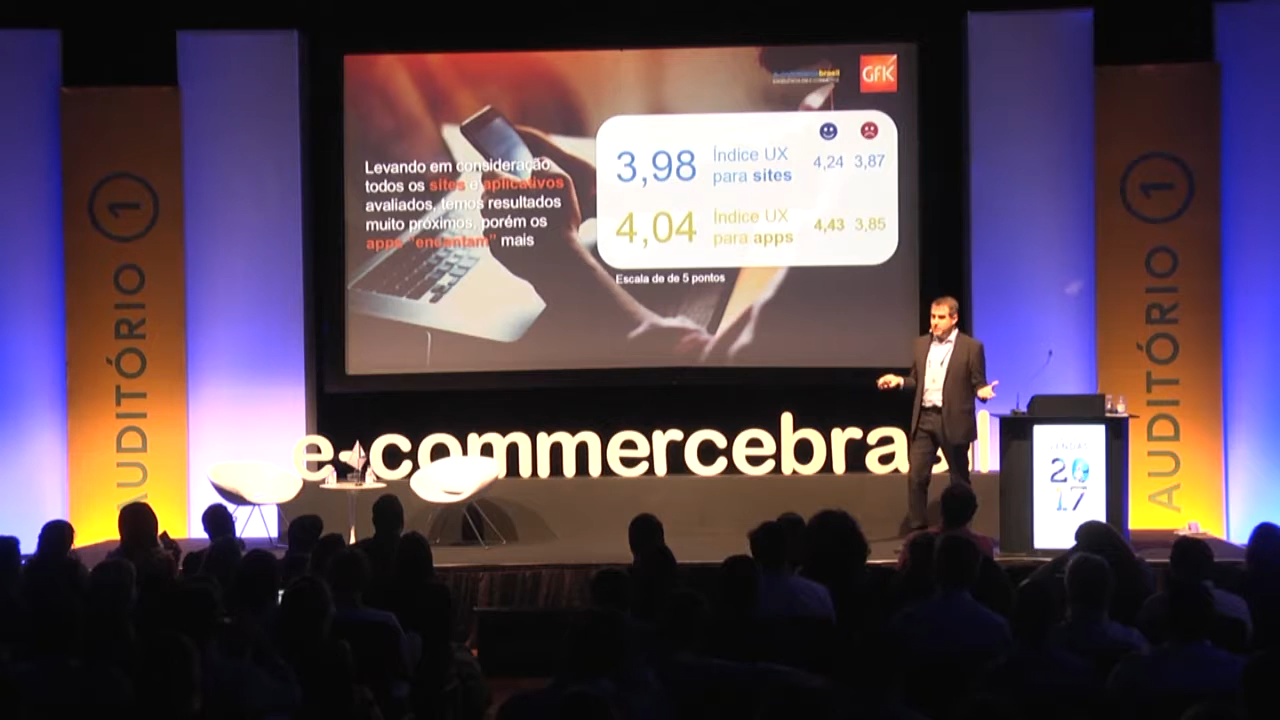 AUDITÓRIO 1
GFK
Levando em consideração
todos os sites e aplicativos
avaliados, temos resultados
muito próximos, porém os
apps "encantam" mais
3,98 Índice UX
para sites
4,24 3,87
4,04 Índice UX
para apps
4,43 3,85
Escala de de 5 pontos
e-commercebrasil
2017
AUDITÓRIO 1